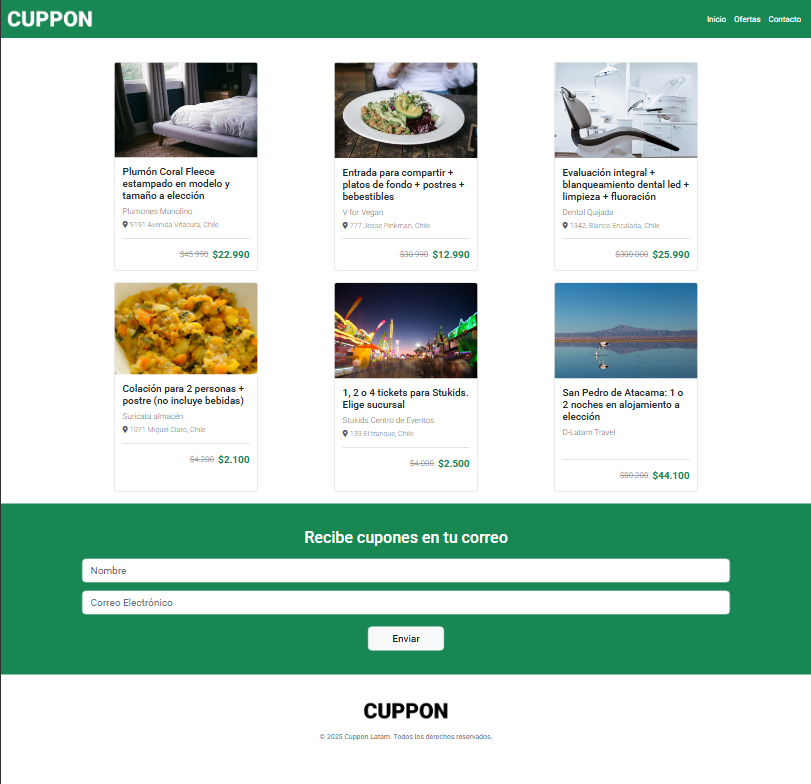 CUPPON
Inicio Ofertas Contacto
Plumón Coral Fleece
estampado en modelo y
tamaño a elección
Plumones Manolino
9191 Avenida Vitacura, Chile
$45.990 $22.990
Entrada para compartir +
platos de fondo + postres +
bebestibles
V for Vegan
777 Jesse Pinkman, Chile
$30.990 $12.990
Evaluación integral +
blanqueamiento dental led +
limpieza + fluoración
Dental Quijada
1342, Blanco Encalada, Chile
$300.000 $25.990
Colación para 2 personas +
postre (no incluye bebidas)
Suricata almacén
1071 Miguel Claro, Chile
$4.200 $2.100
1, 2 o 4 tickets para Stukids.
Elige sucursal
Stukids Centro de Eventos
133 El tranque, Chile
$4.000 $2.500
San Pedro de Atacama: 1 o
2 noches en alojamiento a
elección
D-Latam Travel
$80.200 $44.100
Recibe cupones en tu correo
Nombre
Correo Electrónico
Enviar
CUPPON
© 2025 Cuppon Latam. Todos los derechos reservados.